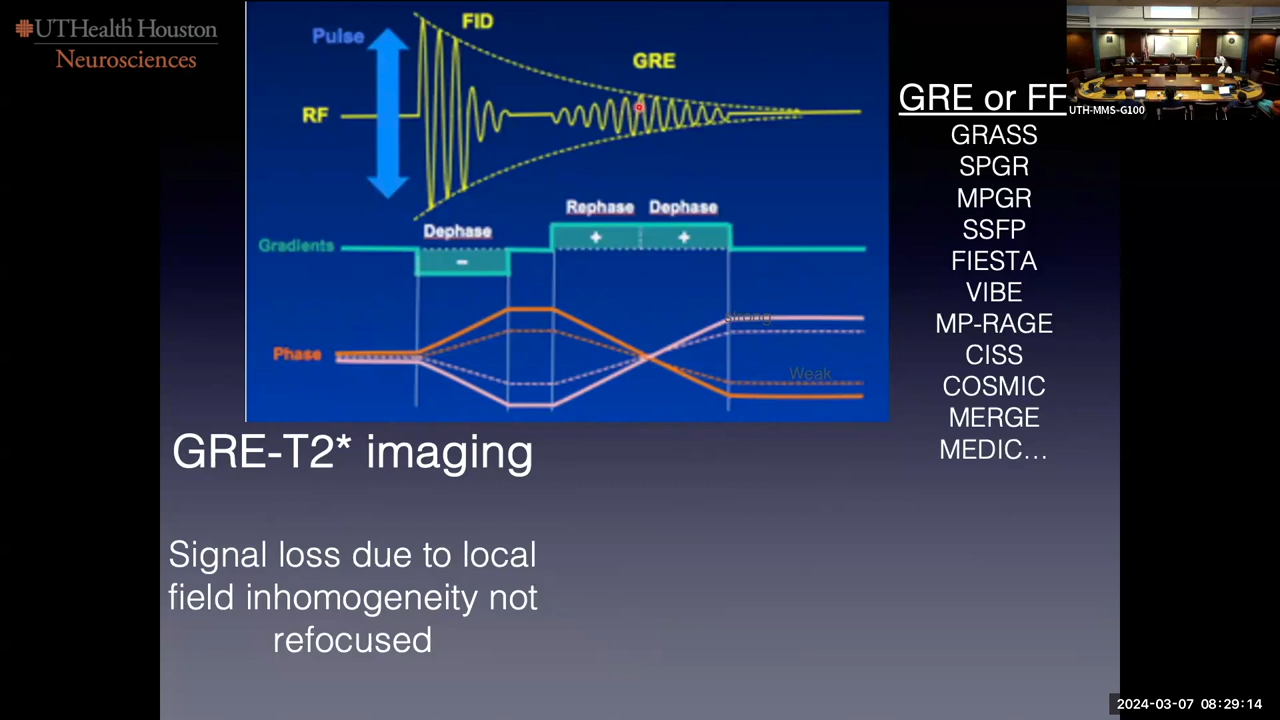 UTHealth Houston
Neurosciences
FID
Pulse
GRE
RF
Rephase Dephase
+ +
Dephase
Gradients
-
strong
Phase
Weak
GRE or FF
GRASS
SPGR
MPGR
SSFP
FIESTA
VIBE
MP-RAGE
CISS
COSMIC
MERGE
MEDIC…
UTH-MMS-G100
GRE-T2* imaging
Signal loss due to local
field inhomogeneity not
refocused
2024-03-07 08:29:14